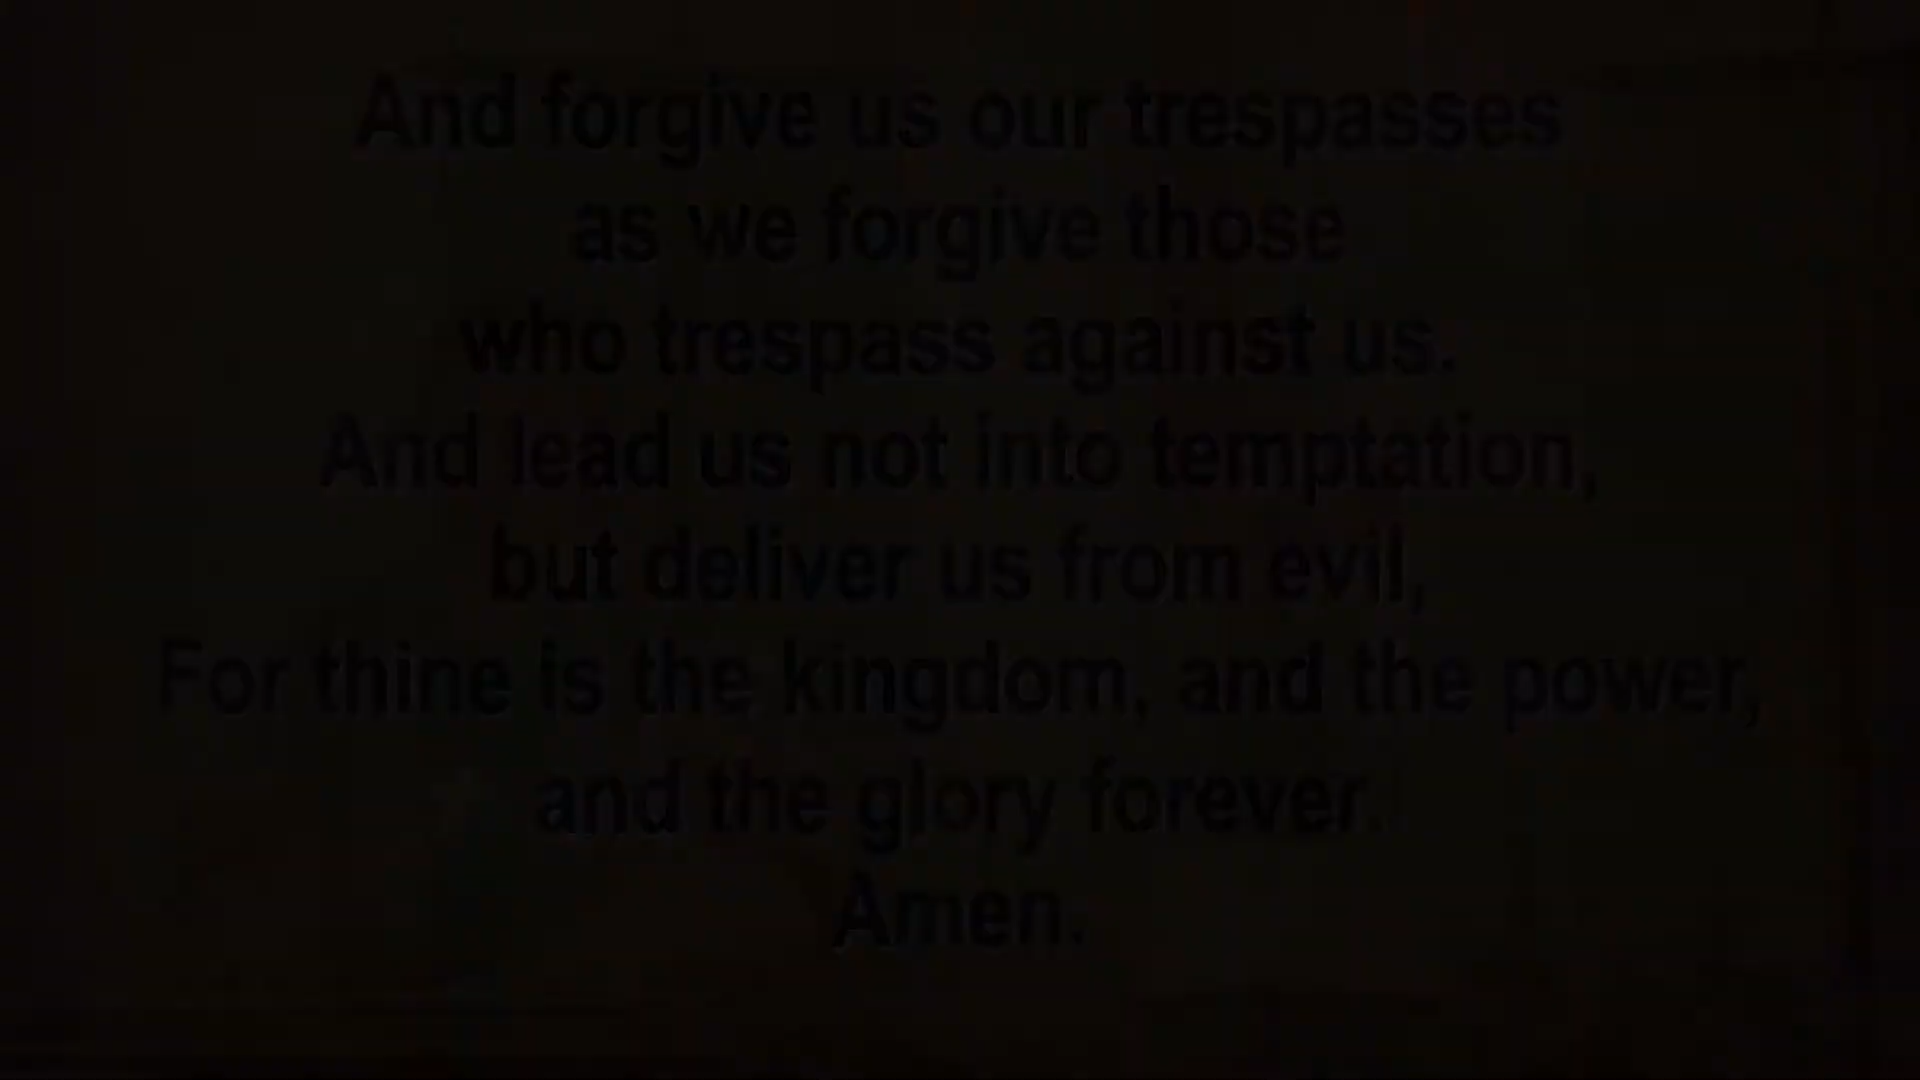 And forgive us our trespasses
as we forgive those
who trespass against us.
And lead us not into temptation,
but deliver us from evil,
For thine is the kingdom, and the power,
and the glory forever.
Amen.